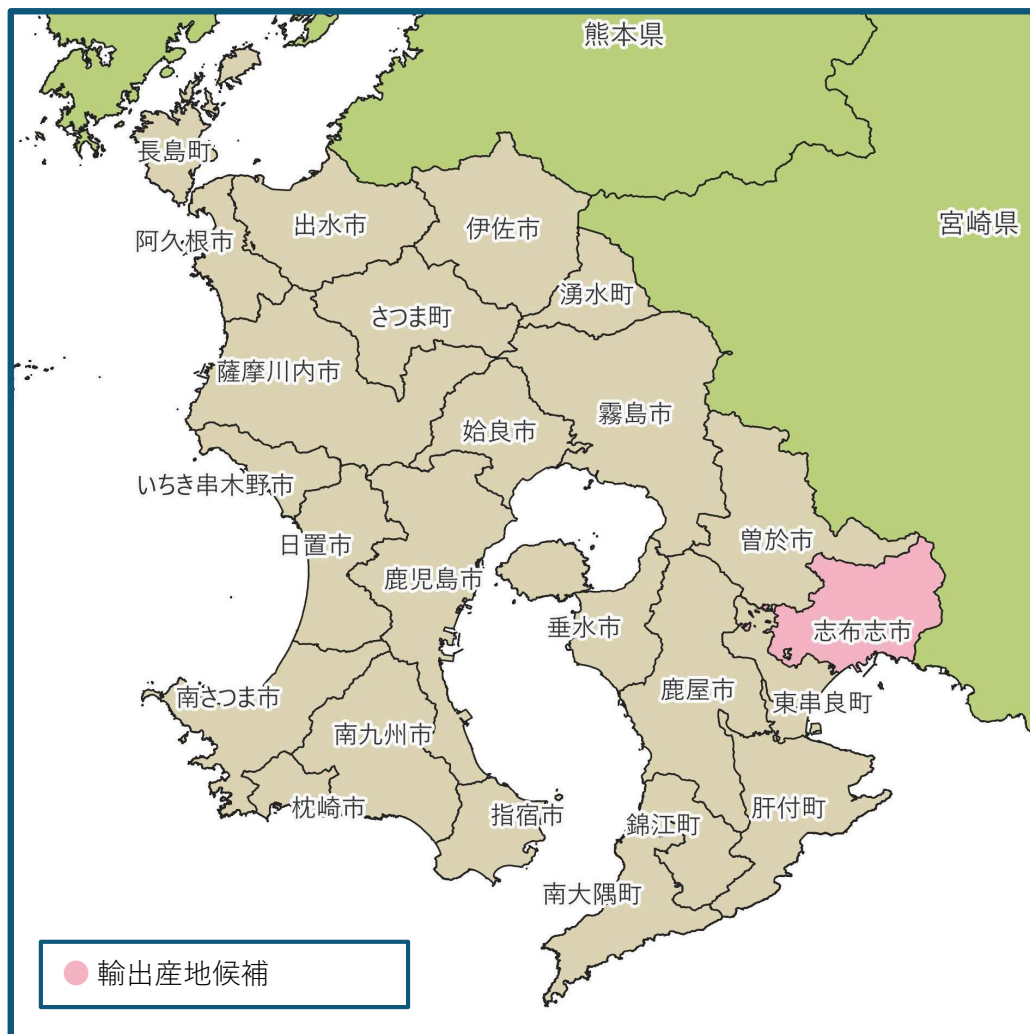 熊本県
長島町
宮崎県
出水市
伊佐市
阿久根市
湧水町
さつま町
薩摩川内市
霧島市
姶良市
いちき串木野市
日置市
曽於市
鹿児島市
垂水市
志布志市
南さつま市
鹿屋市
東串良町
南九州市
枕崎市
指宿市
肝付町
錦江町
南大隅町
輸出産地候補